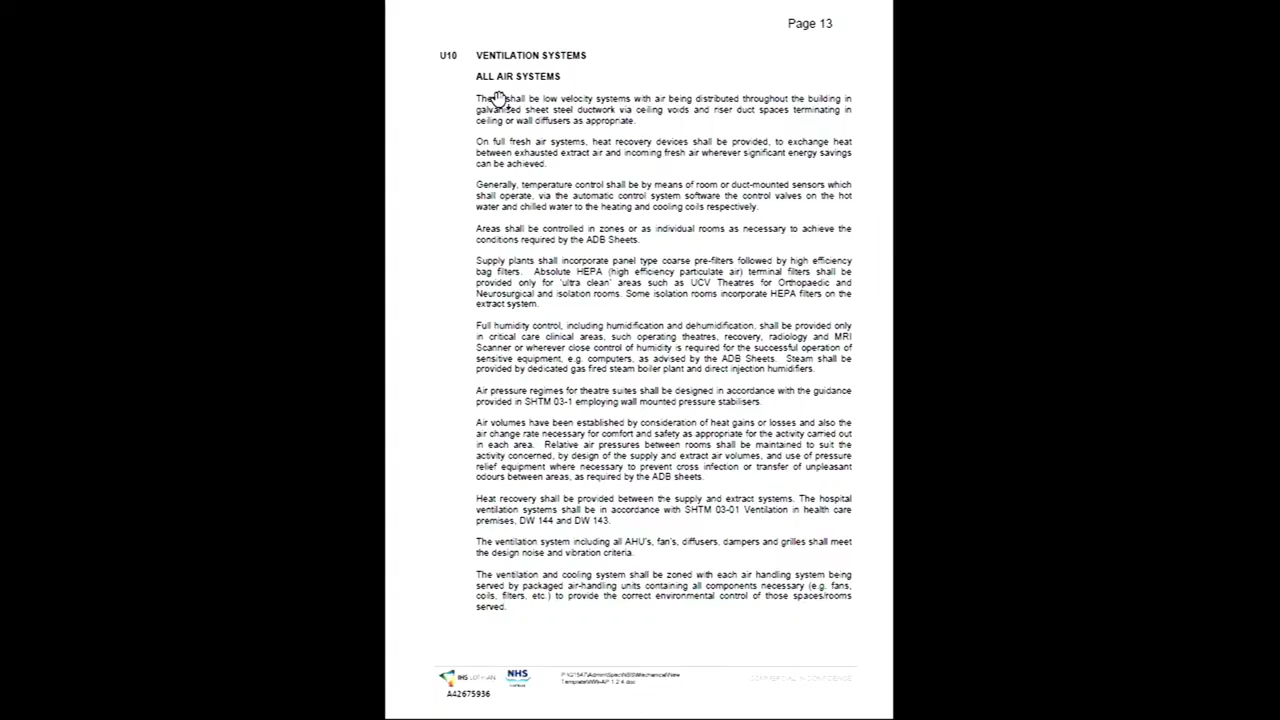 Page 13
U10 VENTILATION SYSTEMS
ALL AIR SYSTEMS
The shall be low velocity systems with air being distributed throughout the building in
galvanised sheet steel ductwork via ceiling voids and riser duct spaces terminating in
ceiling or wall diffusers as appropriate.
On full fresh air systems, heat recovery devices shall be provided, to exchange heat
between exhausted extract air and incoming fresh air wherever significant energy savings
can be achieved.
Generally, temperature control shall be by means of room or duct-mounted sensors which
shall operate, via the automatic control system software the control valves on the hot
water and chilled water to the heating and cooling coils respectively.
Areas shall be controlled in zones or as individual rooms as necessary to achieve the
conditions required by the ADB Sheets.
Supply plants shall incorporate panel type coarse pre-filters followed by high efficiency
bag filters. Absolute HEPA (high efficiency particulate air) terminal filters shall be
provided only for 'ultra clean' areas such as UCV Theatres for Orthopaedic and
Neurosurgical and isolation rooms. Some isolation rooms incorporate HEPA filters on the
extract system.
Full humidity control, including humidification and dehumidification, shall be provided only
in critical care clinical areas, such operating theatres, recovery, radiology and MRI
Scanner or wherever close control of humidity is required for the successful operation of
sensitive equipment, e.g. computers, as advised by the ADB Sheets. Steam shall be
provided by dedicated gas fired steam boiler plant and direct injection humidifiers.
Air pressure regimes for theatre suites shall be designed in accordance with the guidance
provided in SHTM 03-1 employing wall mounted pressure stabilisers.
Air volumes have been established by consideration of heat gains or losses and also the
air change rate necessary for comfort and safety as appropriate for the activity carried out
in each area. Relative air pressures between rooms shall be maintained to suit the
activity concerned, by design of the supply and extract air volumes, and use of pressure
relief equipment where necessary to prevent cross infection or transfer of unpleasant
odours between areas, as required by the ADB sheets.
Heat recovery shall be provided between the supply and extract systems. The hospital
ventilation systems shall be in accordance with SHTM 03-01 Ventilation in health care
premises, DW 144 and DW 143.
The ventilation system including all AHU's, fan's, diffusers, dampers and grilles shall meet
the design noise and vibration criteria.
The ventilation and cooling system shall be zoned with each air handling system being
served by packaged air-handling units containing all components necessary (e.g. fans,
coils, filters, etc.) to provide the correct environmental control of those spaces/rooms
served.
IHS LOTHIAN
NHS
COMMERCIAL IN CONFIDENCE
A42675936